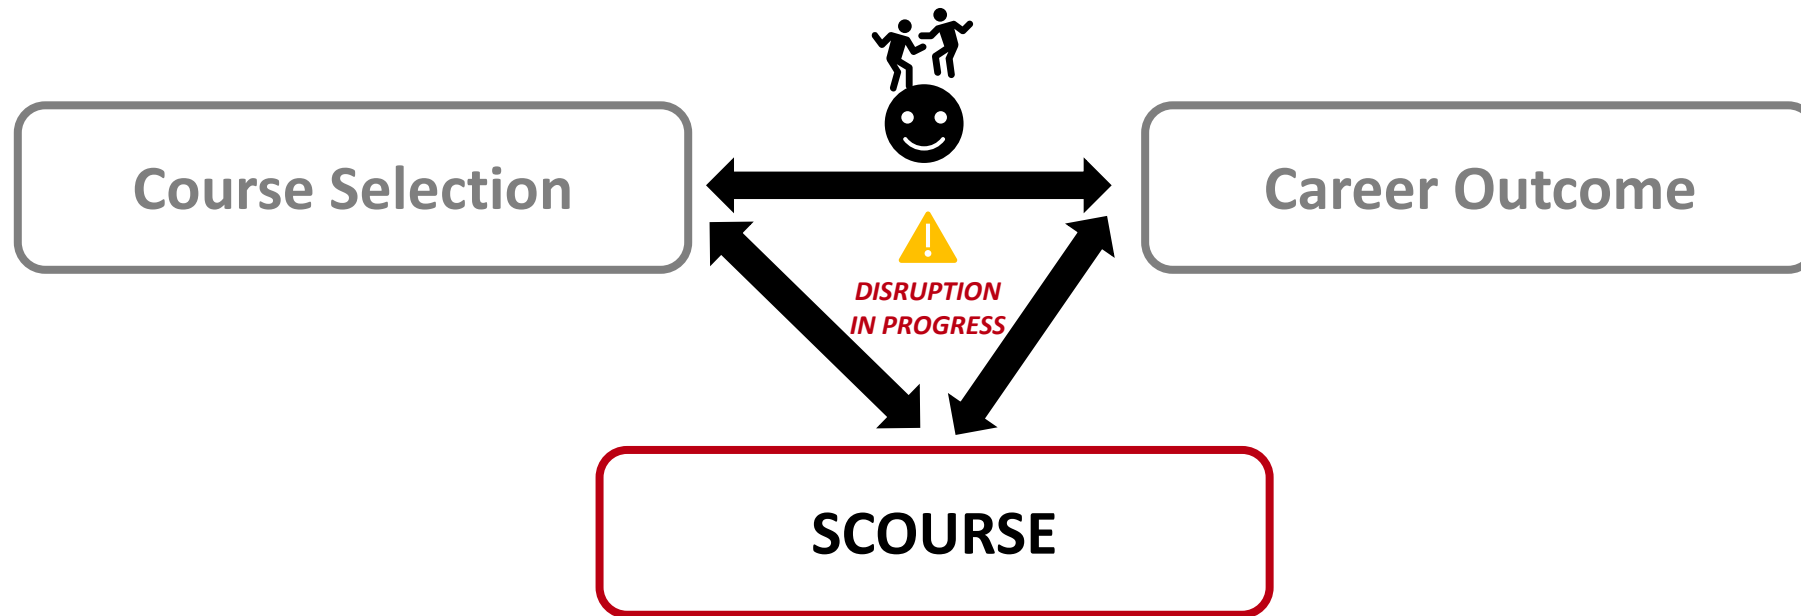 Course Selection
Career Outcome
DISRUPTION
IN PROGRESS
SCOURSE